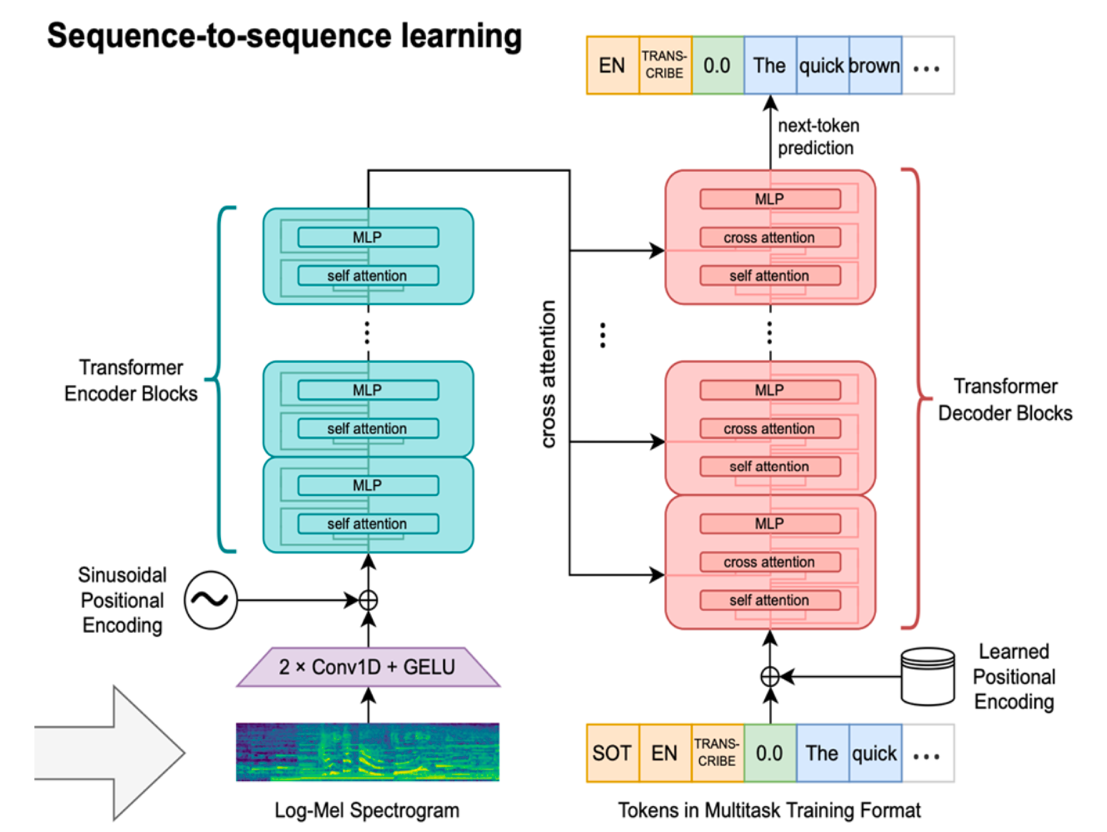 Sequence-to-sequence learning
EN TRANS-
CRIBE 0.0 The quick brown ...
next-token
prediction
MLP
self attention
MLP
self attention
MLP
self attention
Transformer
Encoder Blocks
cross attention
MLP
cross attention
self attention
MLP
cross attention
self attention
MLP
cross attention
self attention
Transformer
Decoder Blocks
Sinusoidal
Positional
Encoding
2 × Conv1D + GELU
Learned
Positional
Encoding
SOT EN TRANS-
CRIBE 0.0 The quick ...
Log-Mel Spectrogram
Tokens in Multitask Training Format